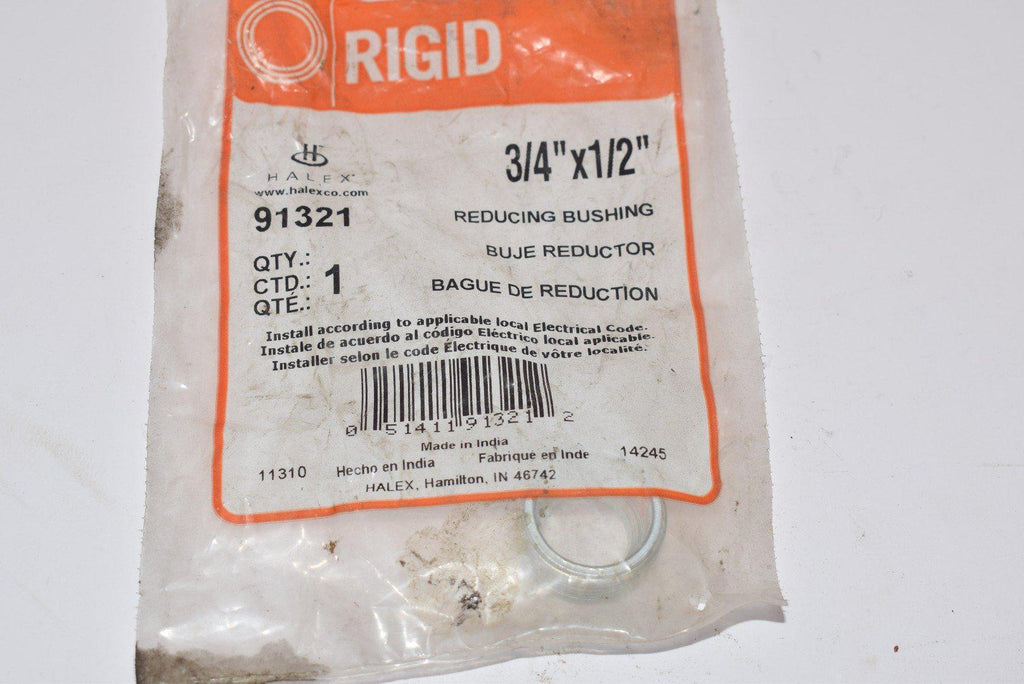 RIGID
HALEX
www.halexco.com
91321
3/4"x1/2"
REDUCING BUSHING
BUJE REDUCTOR
BAGUE DE REDUCTION
QTY.:
CTD.: 1
QTÉ.:
Install according to applicable local Electrical Code.
Instale de acuerdo al código Eléctrico local aplicable.
Installer selon le code Électrique de vôtre localité.
0 51411 91321 2
Made in India
11310 Hecho en India Fabriqué en Inde 14245
HALEX, Hamilton, IN 46742